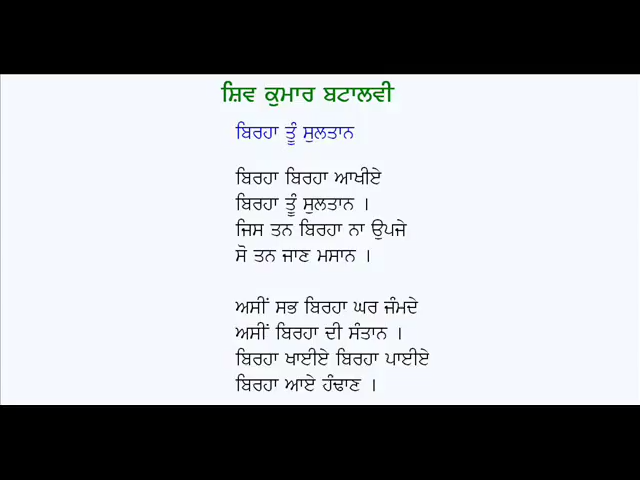 ਸ਼ਿਵ ਕੁਮਾਰ ਬਟਾਲਵੀ
ਬਿਰਹਾ ਤੂੰ ਸੁਲਤਾਨ
ਬਿਰਹਾ ਬਿਰਹਾ ਆਖੀਏ
ਬਿਰਹਾ ਤੂੰ ਸੁਲਤਾਨ ।
ਜਿਸ ਤਨ ਬਿਰਹਾ ਨਾ ਉਪਜੇ
ਸੋ ਤਨ ਜਾਣ ਮਸਾਨ ।
ਅਸੀਂ ਸਭ ਬਿਰਹਾ ਘਰ ਜੰਮਦੇ
ਅਸੀਂ ਬਿਰਹਾ ਦੀ ਸੰਤਾਨ ।
ਬਿਰਹਾ ਖਾਈਏ ਬਿਰਹਾ ਪਾਈਏ
ਬਿਰਹਾ ਆਏ ਹੰਢਾਣ ।